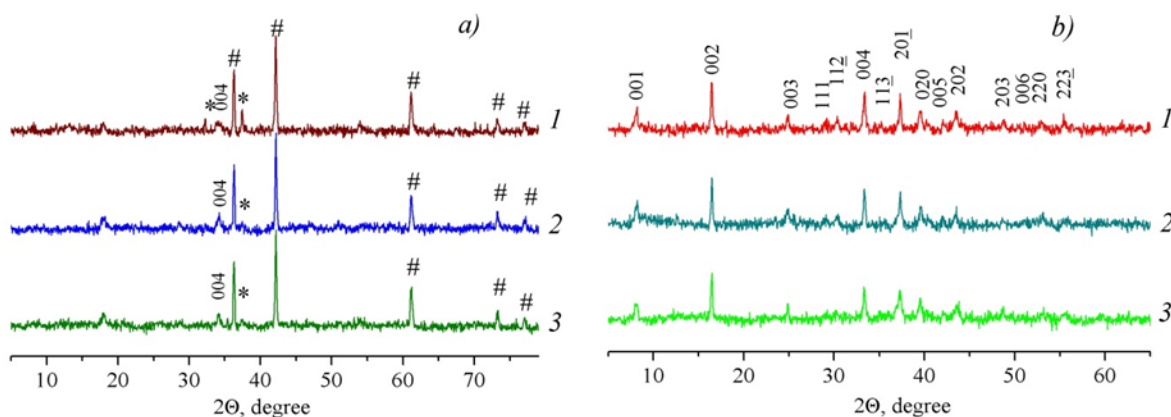 a)
# # # # #
* 004 *
1
004 * # # #
2
004 * # # #
3
10 20 30 40 50 60 70
2Θ, degree
b)
001 002 003 111 112̲ 004 113̲ 201̲ 020 005 202 203 006 220 223̲
1
2
3
10 20 30 40 50 60
2Θ, degree